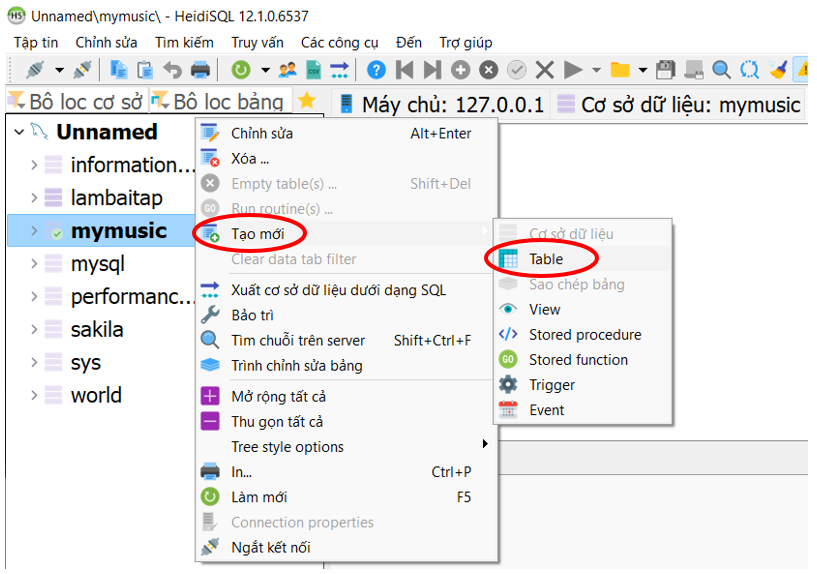 Unnamed\mymusic\ - HeidiSQL 12.1.0.6537
Tập tin Chỉnh sửa Tìm kiếm Truy vấn Các công cụ Đến Trợ giúp
Bộ lọc cơ sở Bộ lọc bảng Máy chủ: 127.0.0.1 Cơ sở dữ liệu: mymusic
Unnamed
information...
lambaitap
mymusic
mysql
performanc...
sakila
sys
world
Chỉnh sửa Alt+Enter
Xóa ...
Empty table(s) ... Shift+Del
Run routine(s) ...
Tạo mới
Clear data tab filter
Xuất cơ sở dữ liệu dưới dạng SQL
Bảo trì
Tìm chuỗi trên server Shift+Ctrl+F
Trình chỉnh sửa bảng
Mở rộng tất cả
Thu gọn tất cả
Tree style options
In... Ctrl+P
Làm mới F5
Connection properties
Ngắt kết nối
Cơ sở dữ liệu
Table
Sao chép bảng
View
Stored procedure
Stored function
Trigger
Event